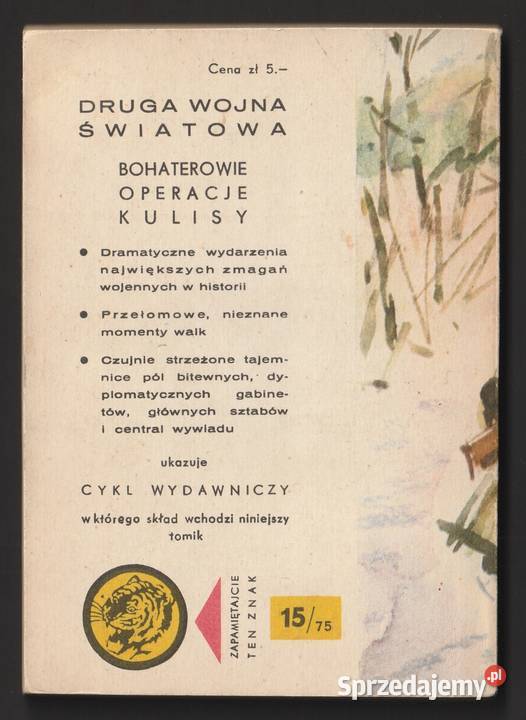 Cena zł 5.–
DRUGA WOJNA
ŚWIATOWA
BOHATEROWIE
OPERACJE
KULISY
● Dramatyczne wydarzenia
największych zmagań
wojennych w historii
● Przełomowe, nieznane
momenty walk
● Czujnie strzeżone tajem-
nice pól bitewnych, dy-
plomatycznych gabine-
tów, głównych sztabów
i central wywiadu
ukazuje
CYKL WYDAWNICZY
w którego skład wchodzi niniejszy
tomik
ZAPAMIĘTAJCIE
TEN ZNAK
15/75
Sprzedajemy.pl